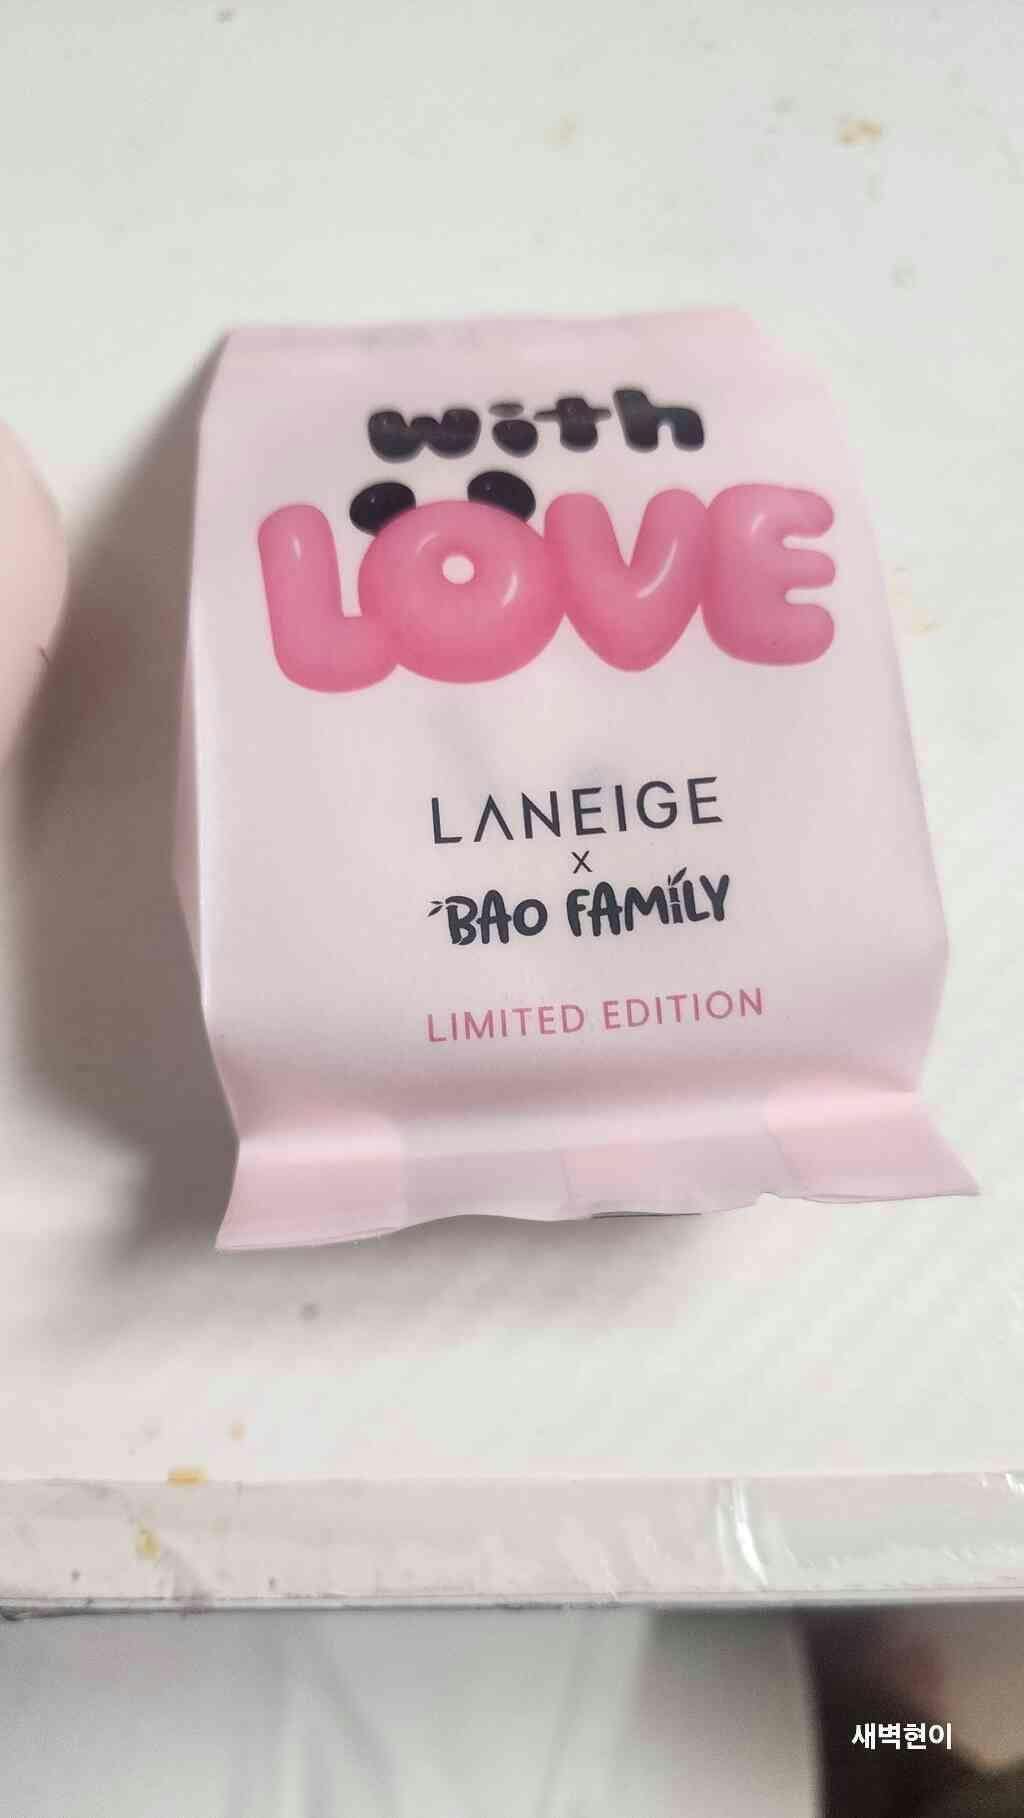 with
LOVE
LANEIGE
x
BAO FAMILY
LIMITED EDITION
새벽현이